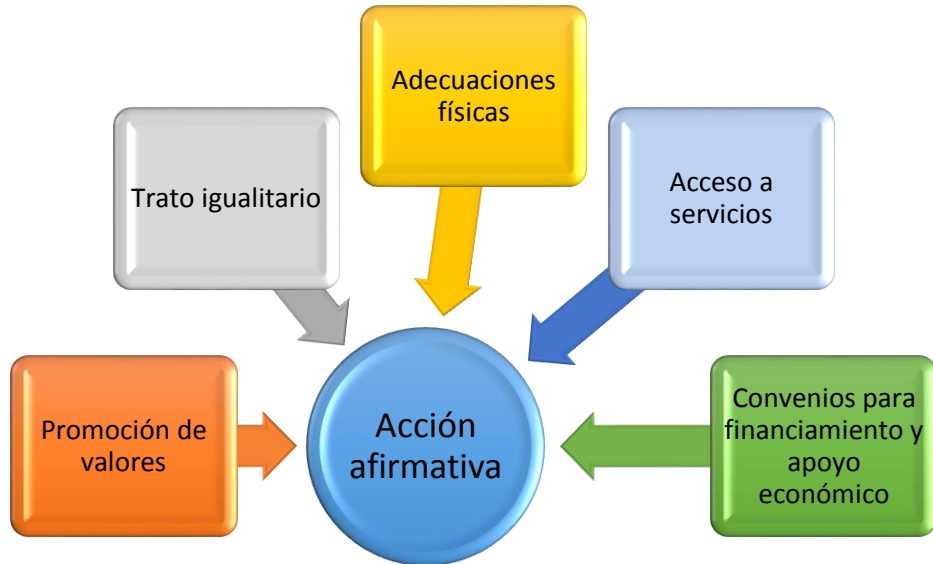 Adecuaciones
físicas
Trato igualitario
Acceso a
servicios
Promoción de
valores
Acción
afirmativa
Convenios para
financiamiento y
apoyo
económico